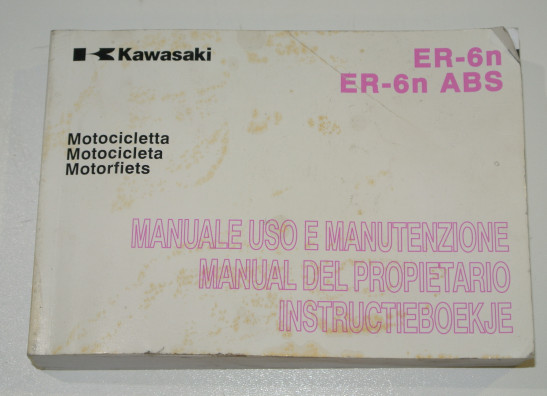 Kawasaki
ER-6n
ER-6n ABS
Motocicletta
Motocicleta
Motorfiets
MANUALE USO E MANUTENZIONE
MANUAL DEL PROPIETARIO
INSTRUCTIEBOEKJE